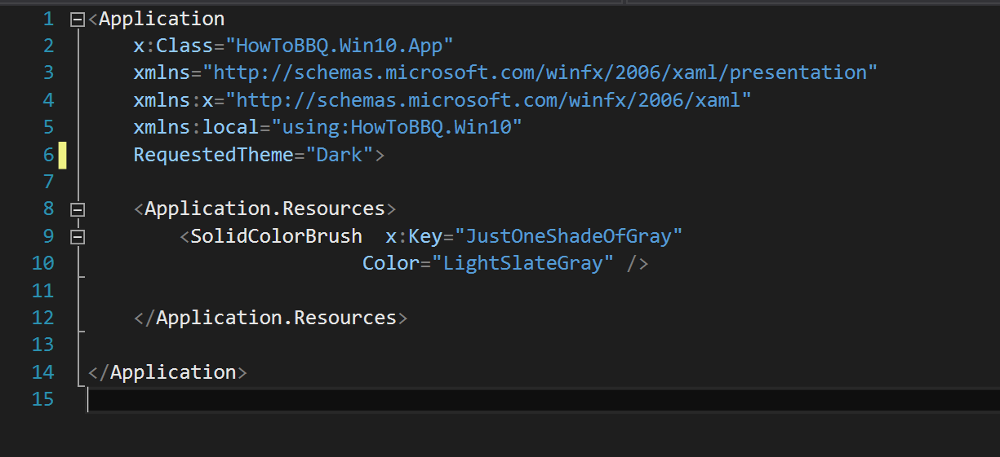 1 <Application
2 x:Class="HowToBBQ.Win10.App"
3 xmlns="http://schemas.microsoft.com/winfx/2006/xaml/presentation"
4 xmlns:x="http://schemas.microsoft.com/winfx/2006/xaml"
5 xmlns:local="using:HowToBBQ.Win10"
6 RequestedTheme="Dark">
7
8 <Application.Resources>
9 <SolidColorBrush  x:Key="JustOneShadeOfGray"
10 Color="LightSlateGray" />
11
12 </Application.Resources>
13
14 </Application>
15